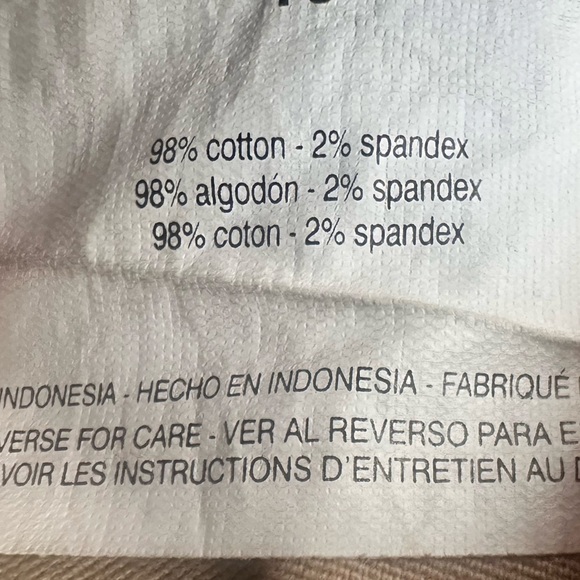 98% cotton - 2% spandex
98% algodón - 2% spandex
98% coton - 2% spandex
INDONESIA - HECHO EN INDONESIA - FABRIQUÉ
FOR CARE - VER AL REVERSO PARA
VOIR LES INSTRUCTIONS D'ENTRETIEN AU